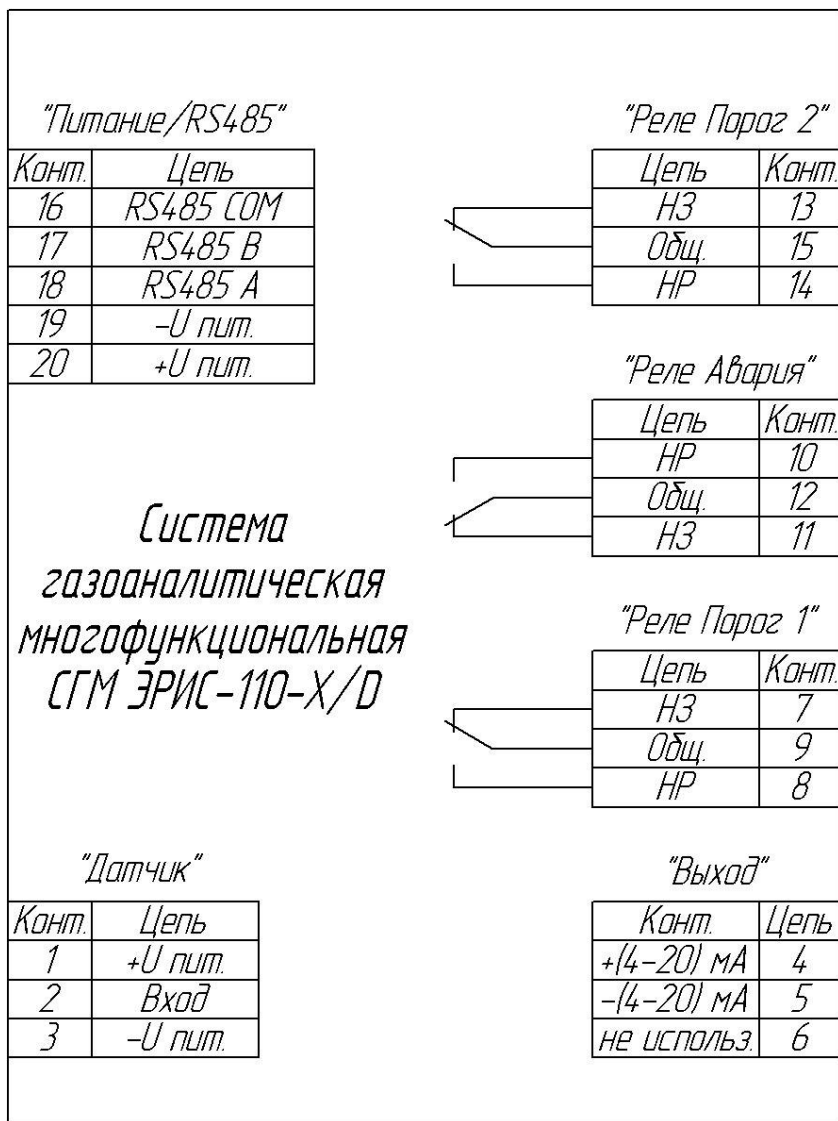 "Питание/RS485"
Конт. Цепь
16 RS485 COM
17 RS485 B
18 RS485 A
19 -U пит.
20 +U пит.
"Реле Порог 2"
Цепь Конт.
НЗ 13
Общ. 15
НР 14
"Реле Авария"
Цепь Конт.
НР 10
Общ. 12
НЗ 11
Система
газоаналитическая
многофункциональная
СГМ ЭРИС-110-X/D
"Реле Порог 1"
Цепь Конт.
НЗ 7
Общ. 9
НР 8
"Датчик"
Конт. Цепь
1 +U пит.
2 Вход
3 -U пит.
"Выход"
Конт. Цепь
+(4-20) мА 4
-(4-20) мА 5
не использ. 6